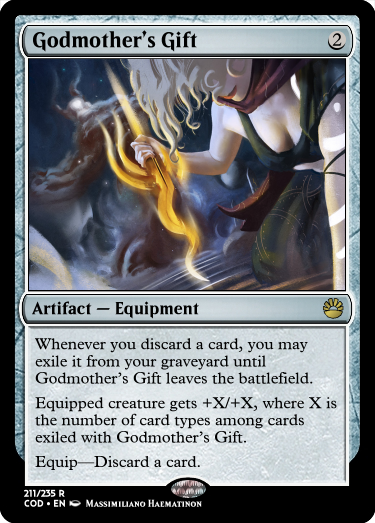 Godmother's Gift 2
Artifact — Equipment
Whenever you discard a card, you may
exile it from your graveyard until
Godmother's Gift leaves the battlefield.
Equipped creature gets +X/+X, where X is
the number of card types among cards
exiled with Godmother's Gift.
Equip—Discard a card.
211/235 R
COD • EN Massimiliano Haematinon